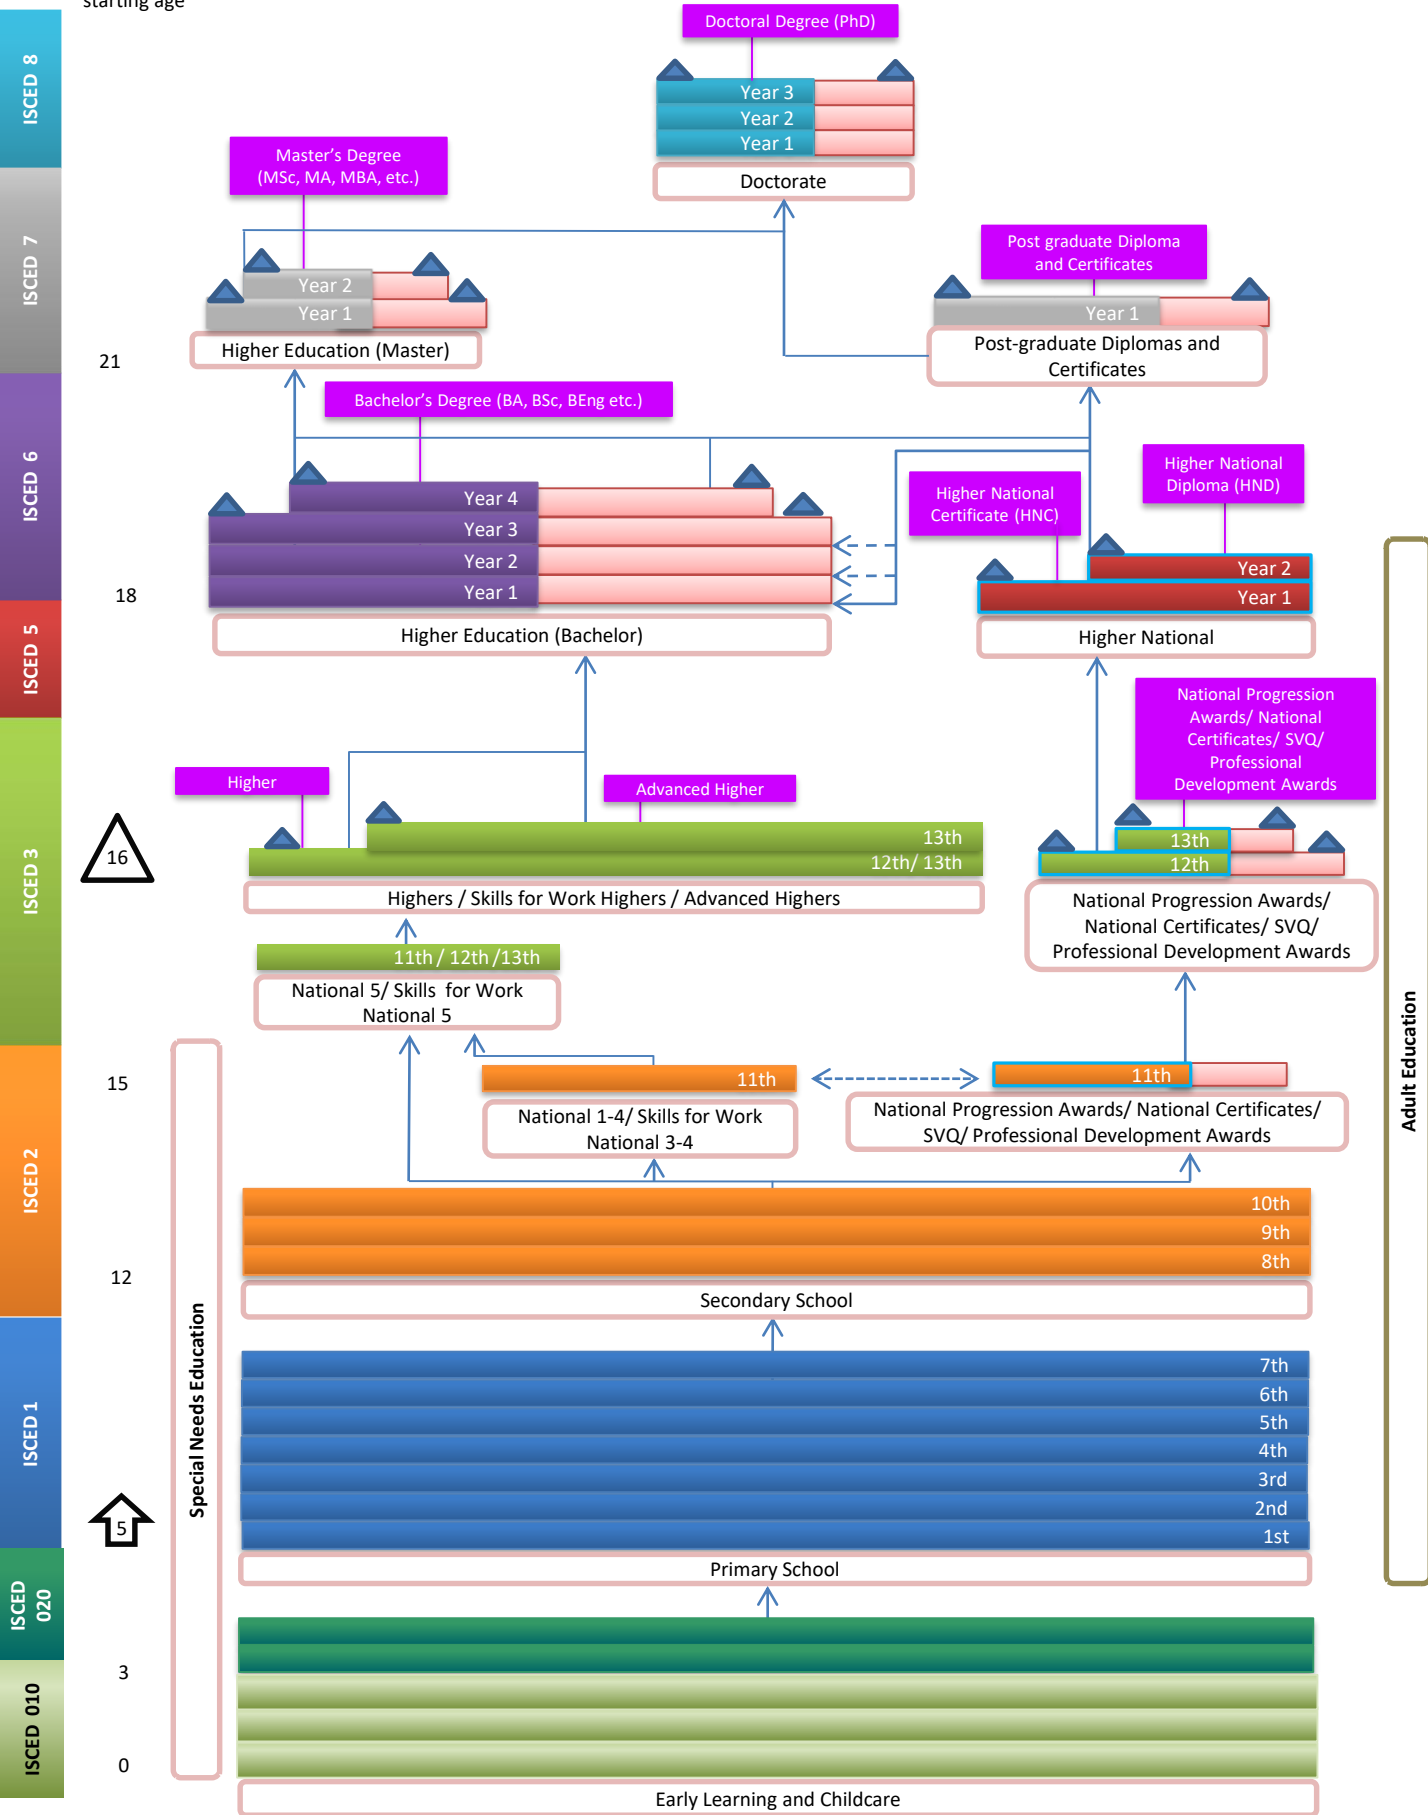 starting age
Doctoral Degree (PhD)
ISCED 8
Year 3
Year 2
Year 1
Doctorate
Master's Degree
(MSc, MA, MBA, etc.)
ISCED 7
Post graduate Diploma
and Certificates
Year 2
Year 1
Year 1
Higher Education (Master)
Post-graduate Diplomas and
Certificates
21
Bachelor's Degree (BA, BSc, BEng etc.)
ISCED 6
Higher National
Certificate (HNC)
Higher National
Diploma (HND)
Year 4
Year 3
Year 2
Year 1
Year 2
Year 1
18
Higher Education (Bachelor)
Higher National
ISCED 5
National Progression
Awards/ National
Certificates/ SVQ/
Professional
Development Awards
Higher
Advanced Higher
ISCED 3
16
13th
12th/ 13th
13th
12th
Highers / Skills for Work Highers / Advanced Highers
National Progression Awards/
National Certificates/ SVQ/
Professional Development Awards
11th / 12th /13th
National 5/ Skills for Work
National 5
Adult Education
15
11th
11th
National 1-4/ Skills for Work
National 3-4
National Progression Awards/ National Certificates/
SVQ/ Professional Development Awards
ISCED 2
10th
9th
8th
12
Secondary School
Special Needs Education
ISCED 1
7th
6th
5th
4th
3rd
2nd
1st
5
Primary School
ISCED
020
3
ISCED 010
0
Early Learning and Childcare